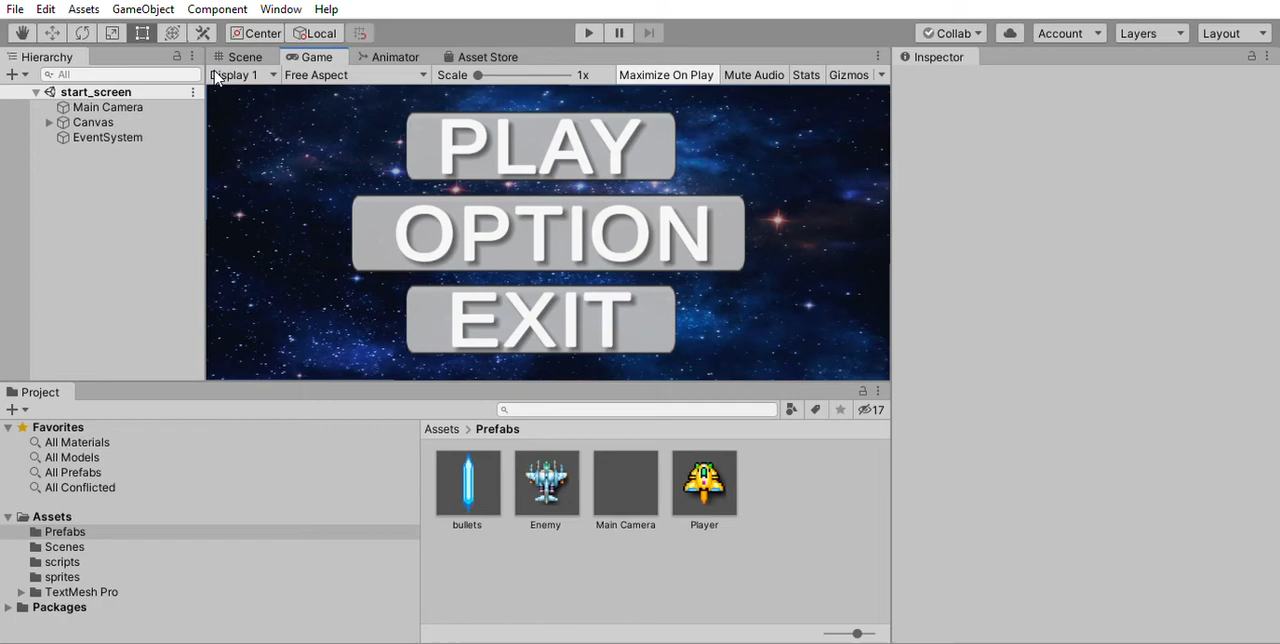 File Edit Assets GameObject Component Window Help
Center Local Collab Account Layers Layout
Hierarchy Scene Game Animator Asset Store Inspector
All Display 1 Free Aspect Scale 1x Maximize On Play Mute Audio Stats Gizmos
start_screen
Main Camera
Canvas
EventSystem
PLAY
OPTION
EXIT
Project
17
Favorites
All Materials
All Models
All Prefabs
All Conflicted
Assets
Prefabs
Scenes
scripts
sprites
TextMesh Pro
Packages
Assets > Prefabs
bullets Enemy Main Camera Player